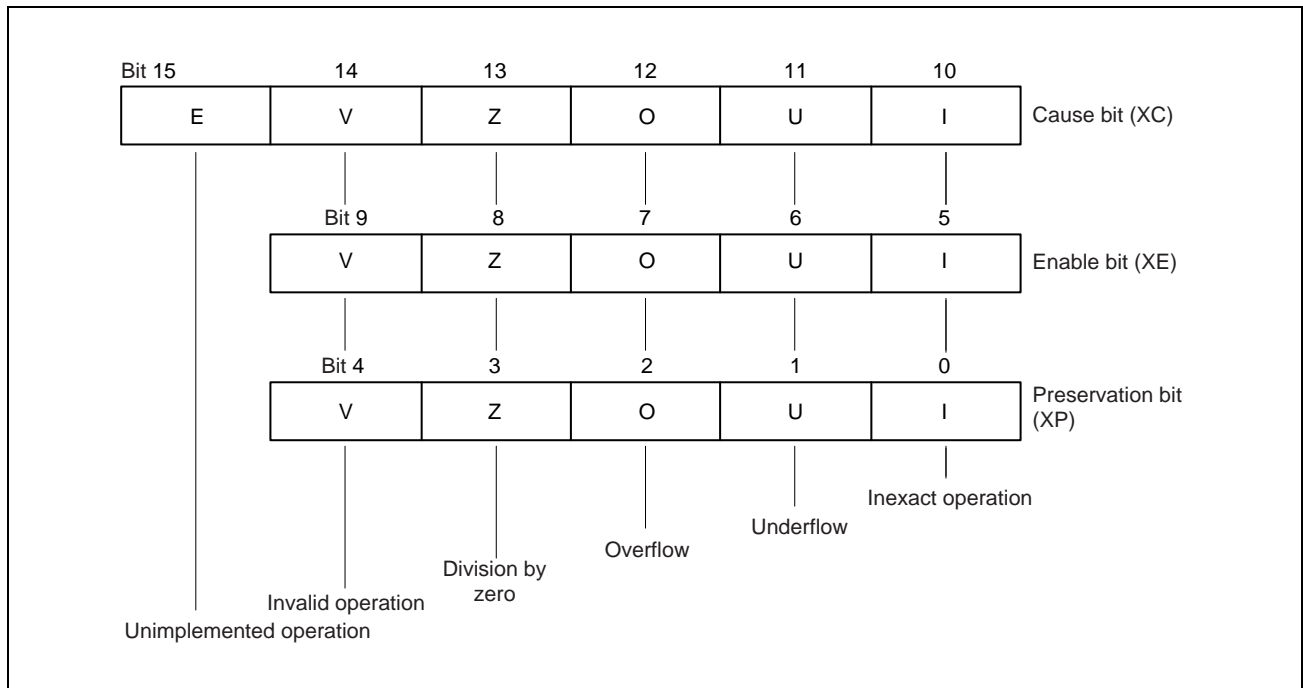 Bit 15 14 13 12 11 10
E V Z O U I
Cause bit (XC)
Bit 9 8 7 6 5
V Z O U I
Enable bit (XE)
Bit 4 3 2 1 0
V Z O U I
Preservation bit
(XP)
Inexact operation
Underflow
Overflow
Division by
zero
Invalid operation
Unimplemented operation